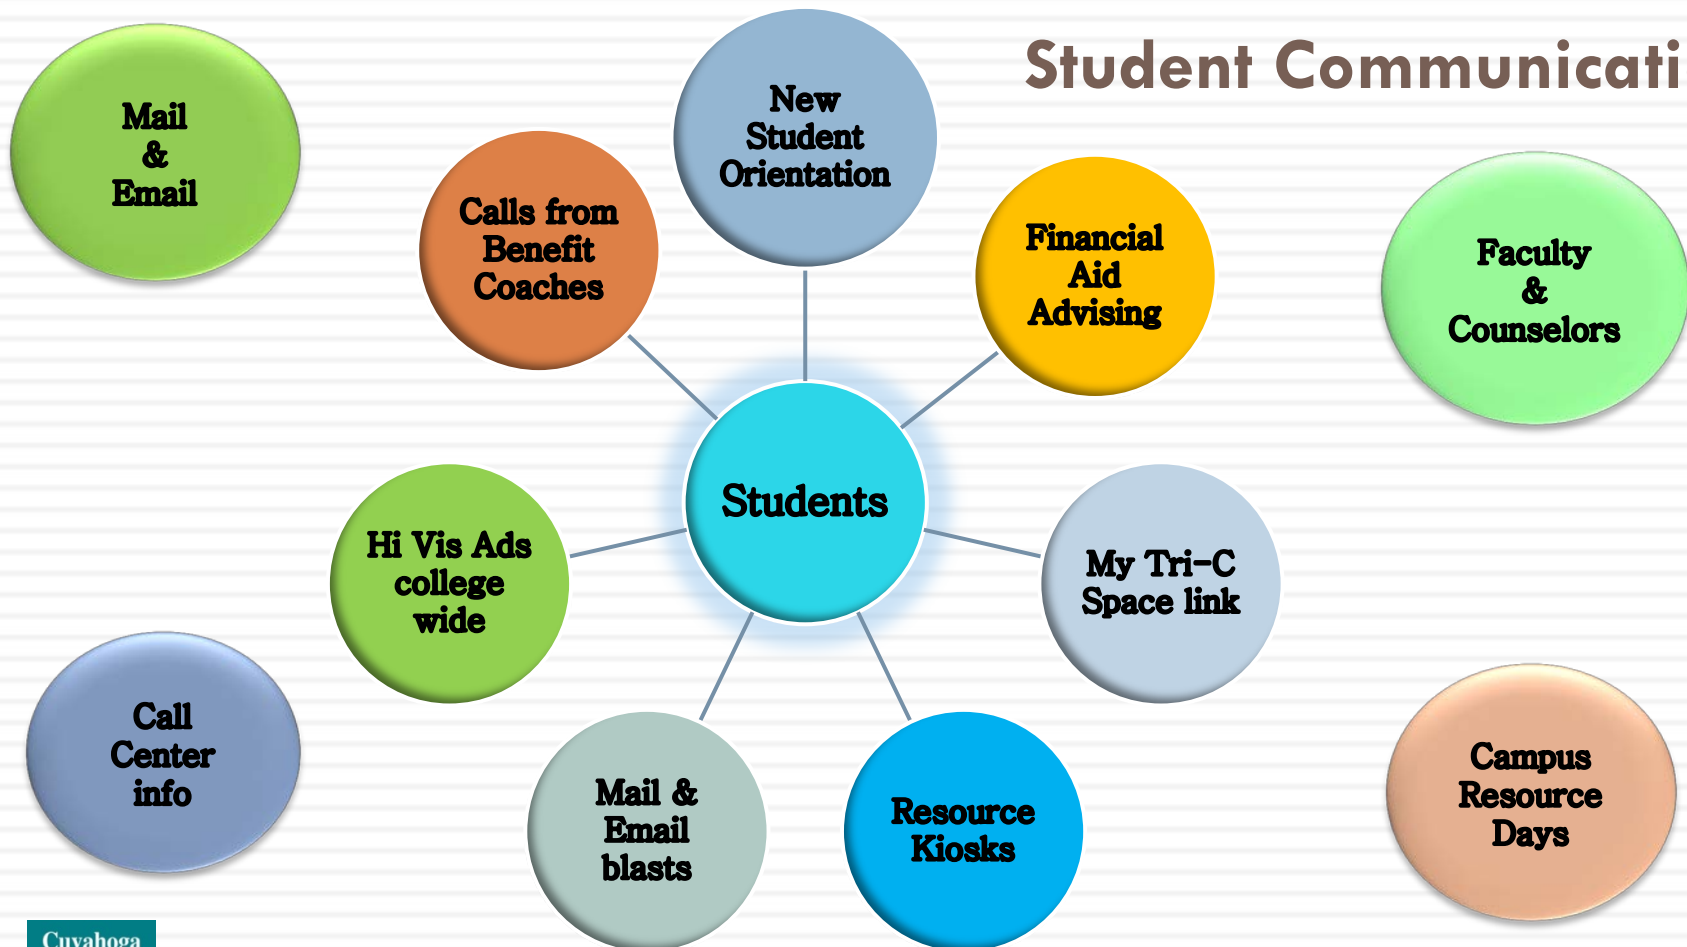 Student Communicati
Mail
&
Email
New
Student
Orientation
Calls from
Benefit
Coaches
Financial
Aid
Advising
Faculty
&
Counselors
Students
Hi Vis Ads
college
wide
My Tri-C
Space link
Call
Center
info
Mail &
Email
blasts
Resource
Kiosks
Campus
Resource
Days
Cuyahoga